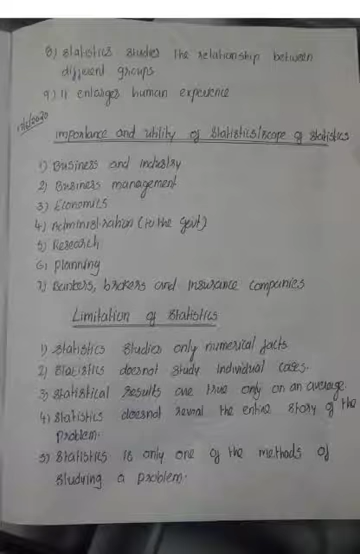 8) Statistics studies the relationship between
different groups
9) It enlarges human experience
Importance and utility of Statistics/scope of statistics
1) Business and industry
2) Business management
3) Economics
4) Administration (to the govt)
5) Research
6) planning
7) Bankers, brokers and Insurance companies
Limitation of Statistics
1) Statistics studies only numerical facts.
2) Statistics doesnot study individual cases.
3) Statistical Results are true only on an average
4) Statistics doesnot reveal the entire story of the
Problem.
5) Statistics is only one of the methods of
studying a problem.